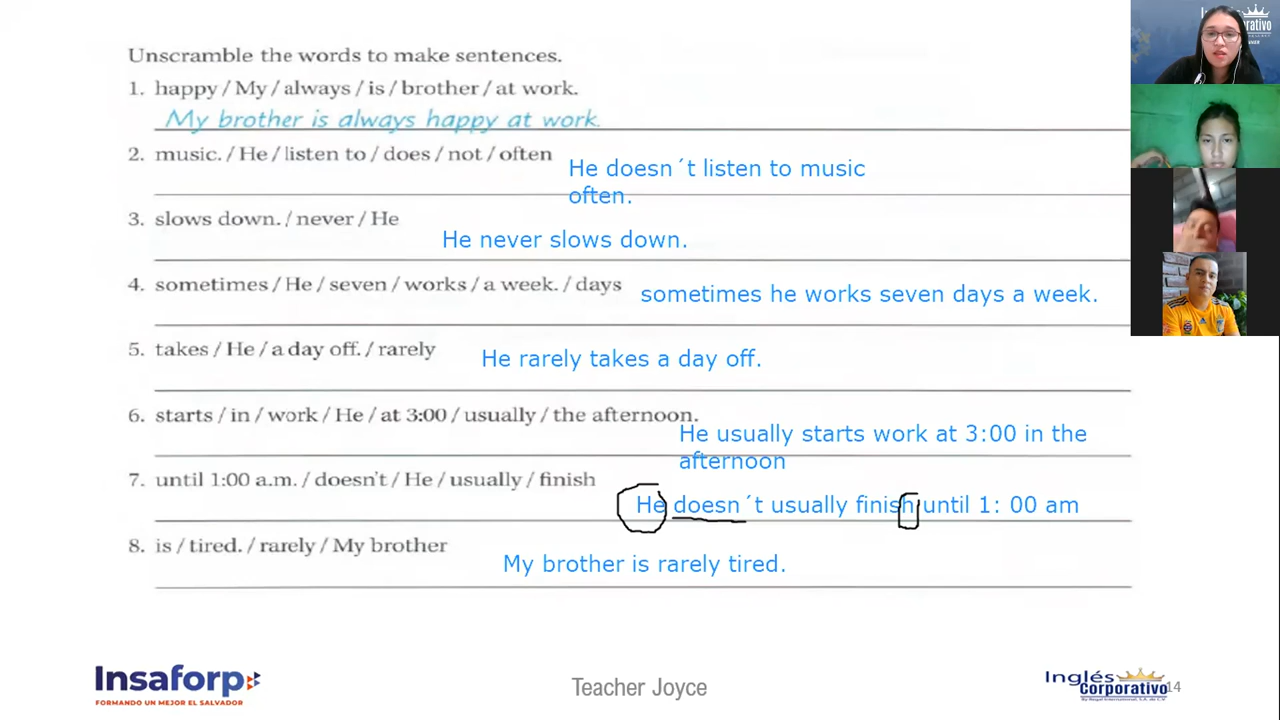 Unscramble the words to make sentences.
1. happy / My / always / is / brother / at work.
My brother is always happy at work.
2. music. / He / listen to / does / not / often
He doesn´t listen to music
often.
3. slows down. / never / He
He never slows down.
4. sometimes / He / seven / works / a week. / days
sometimes he works seven days a week.
5. takes / He / a day off. / rarely
He rarely takes a day off.
6. starts / in / work / He / at 3:00 / usually / the afternoon.
He usually starts work at 3:00 in the
afternoon
7. until 1:00 a.m. / doesn't / He / usually / finish
He doesn´t usually finish until 1: 00 am
8. is / tired. / rarely / My brother
My brother is rarely tired.
Insaforp
FORMANDO UN MEJOR EL SALVADOR
Teacher Joyce
Inglés
Corporativo
14